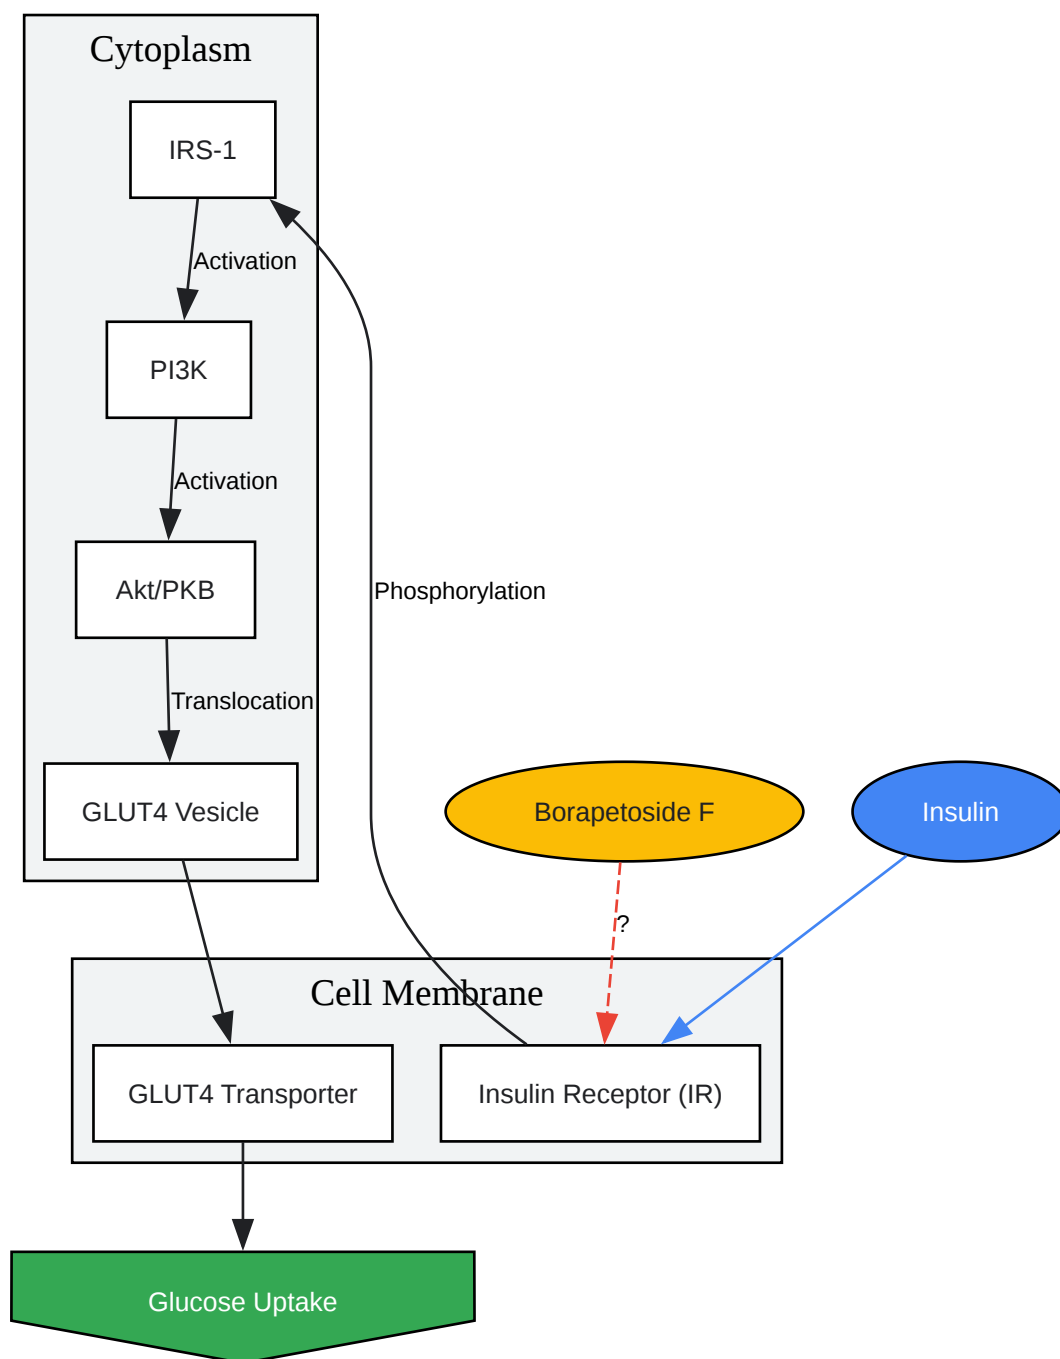 Cytoplasm
IRS-1
Activation
PI3K
Activation
Akt/PKB
Phosphorylation
Translocation
GLUT4 Vesicle
Borapetoside F
Insulin
?
Cell Membrane
GLUT4 Transporter
Insulin Receptor (IR)
Glucose Uptake